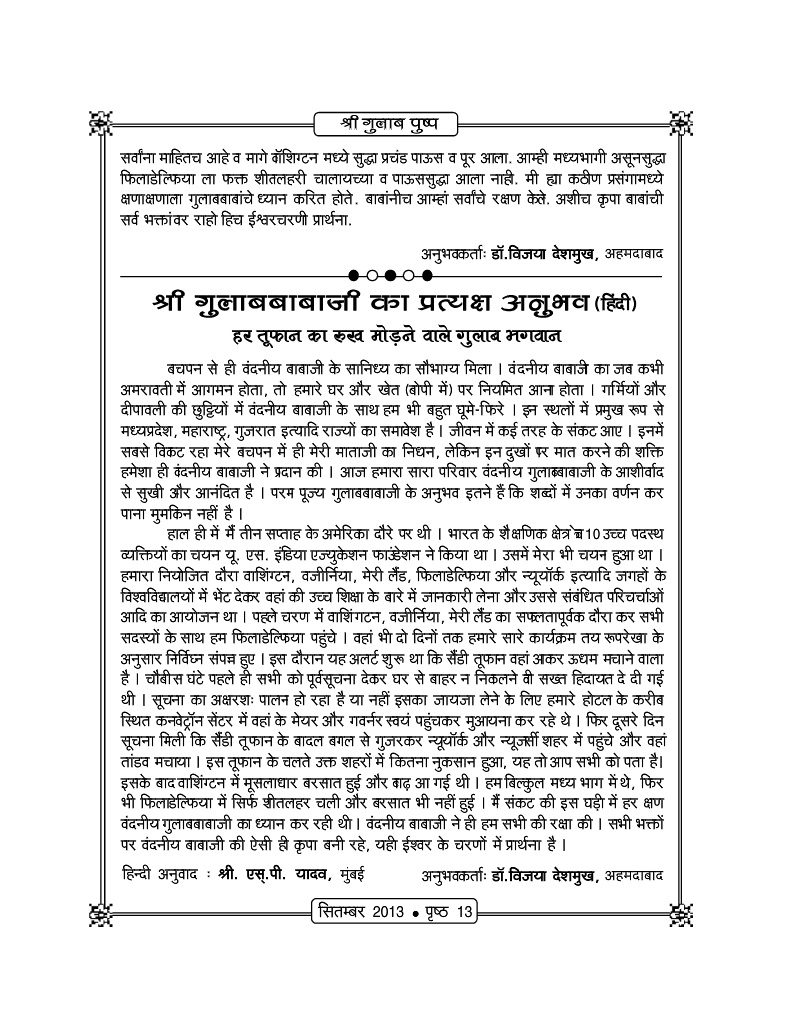 श्री गुलाब पुष्प
सर्वांना माहितच आहे व मागे वॉशिंग्टन मध्ये सुद्धा प्रचंड पाऊस व पूर आला. आम्ही मध्यभागी असूनसुद्धा
फिलाडेल्फिया ला फक्त शीतलहरी चालायच्या व पाऊससुद्धा आला नाही. मी ह्या कठीण प्रसंगामध्ये
क्षणाक्षणाला गुलाबबाबांचे ध्यान करित होते. बाबांनीच आम्हां सर्वांचे रक्षण केले. अशीच कृपा बाबांची
सर्व भक्तांवर राहो हिच ईश्वरचरणी प्रार्थना.
अनुभवकर्ताः डॉ.विजया देशमुख, अहमदाबाद
श्री गुलाबबाबाजी का प्रत्यक्ष अनुभव (हिंदी)
हर तूफान का रुख मोड़ने वाले गुलाब भगवान
बचपन से ही वंदनीय बाबाजी के सानिध्य का सौभाग्य मिला । वंदनीय बाबाजी का जब कभी
अमरावती में आगमन होता, तो हमारे घर और खेत (बोपी में) पर नियमित आना होता । गर्मियों और
दीपावली की छुट्टियों में वंदनीय बाबाजी के साथ हम भी बहुत घूमे-फिरे । इन स्थलों में प्रमुख रूप से
मध्यप्रदेश, महाराष्ट्र, गुजरात इत्यादि राज्यों का समावेश है । जीवन में कई तरह के संकट आए । इनमें
सबसे विकट रहा मेरे बचपन में ही मेरी माताजी का निधन, लेकिन इन दुखों पर मात करने की शक्ति
हमेशा ही वंदनीय बाबाजी ने प्रदान की । आज हमारा सारा परिवार वंदनीय गुलाबबाबाजी के आशीर्वाद
से सुखी और आनंदित है । परम पूज्य गुलाबबाबाजी के अनुभव इतने हैं कि शब्दों में उनका वर्णन कर
पाना मुमकिन नहीं है ।
हाल ही में मैं तीन सप्ताह के अमेरिका दौरे पर थी । भारत के शैक्षणिक 10 उच्च पदस्थ
व्यक्तियों का चयन यू. एस. इंडिया एज्युकेशन फाउंडेशन ने किया था । उसमें मेरा भी चयन हुआ था ।
हमारा नियोजित दौरा वाशिंग्टन, वर्जीनिया, मेरी लैंड, फिलाडेल्फिया और न्यूयॉर्क इत्यादि जगहों के
विश्वविद्यालयों में भेंट देकर वहां की उच्च शिक्षा के बारे में जानकारी लेना और उससे संबंधित परिचर्चाओं
आदि का आयोजन था । पहले चरण में वाशिंगटन, वर्जीनिया, मेरी लैंड का सफलतापूर्वक दौरा कर सभी
सदस्यों के साथ हम फिलाडेल्फिया पहुंचे । वहां भी दो दिनों तक हमारे सारे कार्यक्रम तय रूपरेखा के
अनुसार निर्विघ्न संपन्न हुए । इस दौरान यह अलर्ट शुरू था कि सैंडी तूफान वहां आकर ऊधम मचाने वाला
है । चौबीस घंटे पहले ही सभी को पूर्वसूचना देकर घर से बाहर न निकलने की सख्त हिदायत दे दी गई
थी । सूचना का अक्षरशः पालन हो रहा है या नहीं इसका जायजा लेने के लिए हमारे होटल के करीब
स्थित कनवेट्रॉन सेंटर में वहां के मेयर और गवर्नर स्वयं पहुंचकर मुआयना कर रहे थे । फिर दूसरे दिन
सूचना मिली कि सैंडी तूफान के बादल बगल से गुजरकर न्यूयॉर्क और न्यूजर्सी शहर में पहुंचे और वहां
तांडव मचाया । इस तूफान के चलते उक्त शहरों में कितना नुकसान हुआ, यह तो आप सभी को पता है।
इसके बाद वाशिंग्टन में मूसलाधार बरसात हुई और बाढ़ आ गई थी । हम बिल्कुल मध्य भाग में थे, फिर
भी फिलाडेल्फिया में सिर्फ शीतलहर चली और बरसात भी नहीं हुई । मैं संकट की इस घड़ी में हर क्षण
वंदनीय गुलाबबाबाजी का ध्यान कर रही थी। वंदनीय बाबाजी ने ही हम सभी की रक्षा की । सभी भक्तों
पर वंदनीय बाबाजी की ऐसी ही कृपा बनी रहे, यही ईश्वर के चरणों में प्रार्थना है ।
हिन्दी अनुवाद : श्री. एस्.पी. यादव, मुंबई अनुभवकर्ताः डॉ.विजया देशमुख, अहमदाबाद
सितम्बर 2013 ● पृष्ठ 13